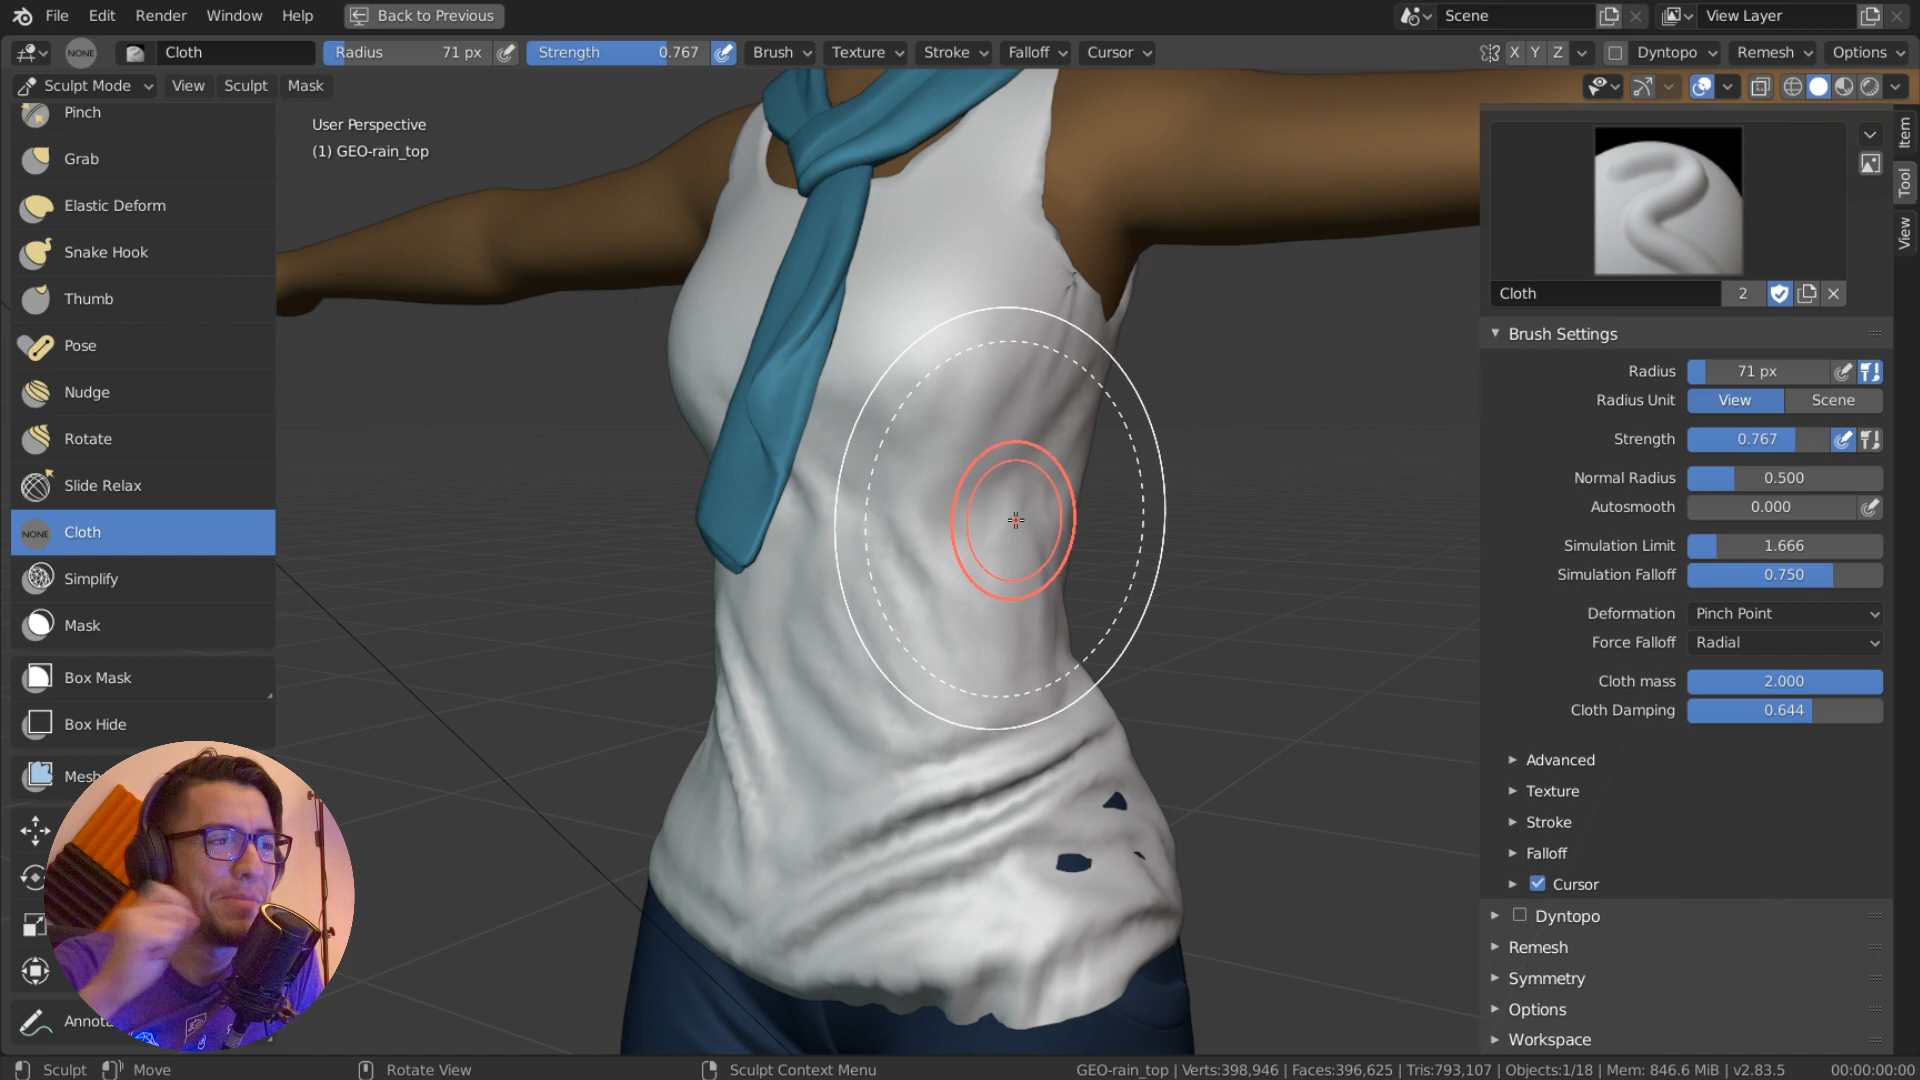 File Edit Render Window Help Back to Previous Scene View Layer
NONE Cloth Radius 71 px Strength 0.767 Brush Texture Stroke Falloff Cursor X Y Z Dyntopo Remesh Options
Sculpt Mode View Sculpt Mask
User Perspective
(1) GEO-rain_top
Pinch
Grab
Elastic Deform
Snake Hook
Thumb
Pose
Nudge
Rotate
Slide Relax
NONE Cloth
Simplify
Mask
Box Mask
Box Hide
Mesh
Annota
Item
Tool
View
Cloth 2
Brush Settings
Radius 71 px
Radius Unit View Scene
Strength 0.767
Normal Radius 0.500
Autosmooth 0.000
Simulation Limit 1.666
Simulation Falloff 0.750
Deformation Pinch Point
Force Falloff Radial
Cloth mass 2.000
Cloth Damping 0.644
Advanced
Texture
Stroke
Falloff
Cursor
Dyntopo
Remesh
Symmetry
Options
Workspace
Sculpt Move Rotate View Sculpt Context Menu GEO-rain_top | Verts:398,946 | Faces:396,625 | Tris:793,107 | Objects:1/18 | Mem: 846.6 MiB | v2.83.5 00:00:00:00